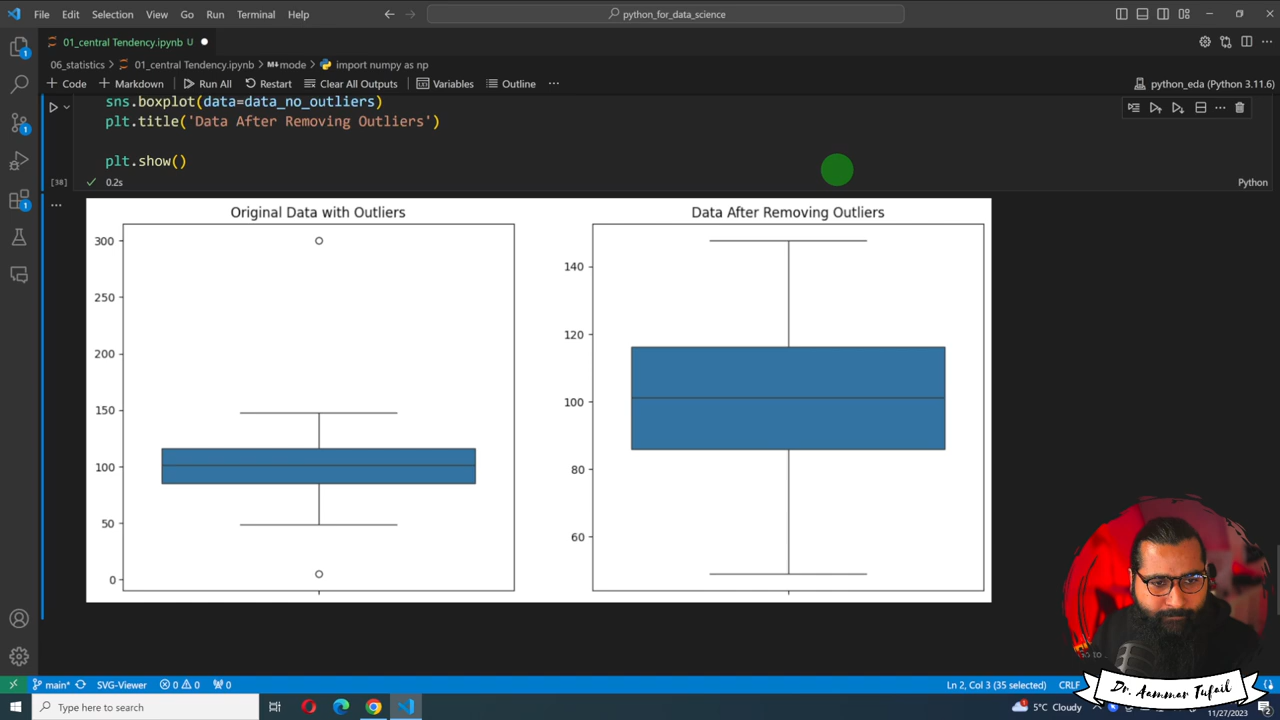 File Edit Selection View Go Run Terminal Help
python_for_data_science
01_central Tendency.ipynb U
06_statistics > 01_central Tendency.ipynb > mode > import numpy as np
Code Markdown Run All Restart Clear All Outputs Variables Outline ...
python_eda (Python 3.11.6)
sns.boxplot(data=data_no_outliers)
plt.title('Data After Removing Outliers')
plt.show()
[38] 0.2s
Python
Original Data with Outliers
300
250
200
150
100
50
0
Data After Removing Outliers
140
120
100
80
60
Dr. Aammar Tufail
main* SVG-Viewer 0 0 0
Ln 2, Col 3 (35 selected) CRLF
Type here to search
5°C Cloudy
11/27/2023